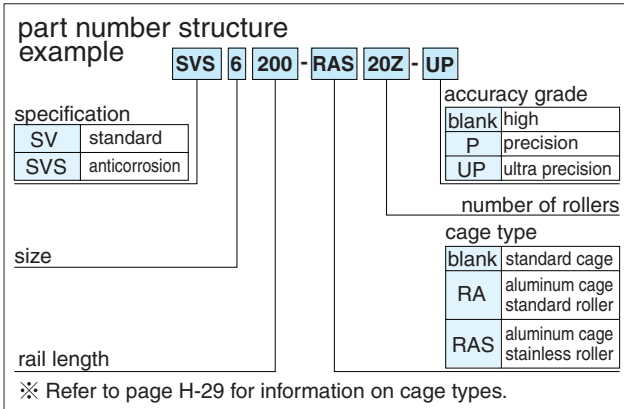 part number structure
example
SVS 6 200 - RAS 20Z - UP
specification
SV standard
SVS anticorrosion
size
rail length
accuracy grade
blank high
P precision
UP ultra precision
number of rollers
cage type
blank standard cage
RA aluminum cage
standard roller
RAS aluminum cage
stainless roller
※ Refer to page H-29 for information on cage types.